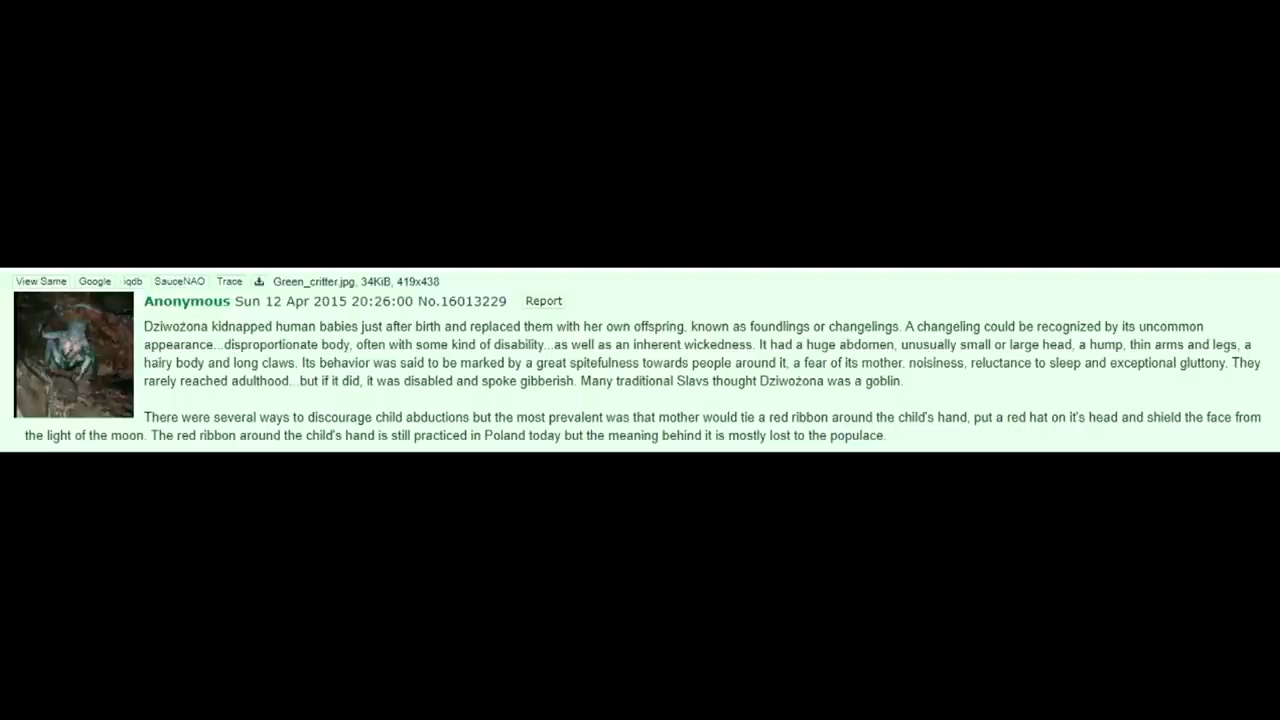 View Same Google iqdb SauceNAO Trace Green_critter.jpg, 34KiB, 419x438
Anonymous Sun 12 Apr 2015 20:26:00 No.16013229 Report
Dziwożona kidnapped human babies just after birth and replaced them with her own offspring, known as foundlings or changelings. A changeling could be recognized by its uncommon
appearance...disproportionate body, often with some kind of disability...as well as an inherent wickedness. It had a huge abdomen, unusually small or large head, a hump, thin arms and legs, a
hairy body and long claws. Its behavior was said to be marked by a great spitefulness towards people around it, a fear of its mother. noisiness, reluctance to sleep and exceptional gluttony. They
rarely reached adulthood...but if it did, it was disabled and spoke gibberish. Many traditional Slavs thought Dziwożona was a goblin.
There were several ways to discourage child abductions but the most prevalent was that mother would tie a red ribbon around the child's hand, put a red hat on it's head and shield the face from
the light of the moon. The red ribbon around the child's hand is still practiced in Poland today but the meaning behind it is mostly lost to the populace.